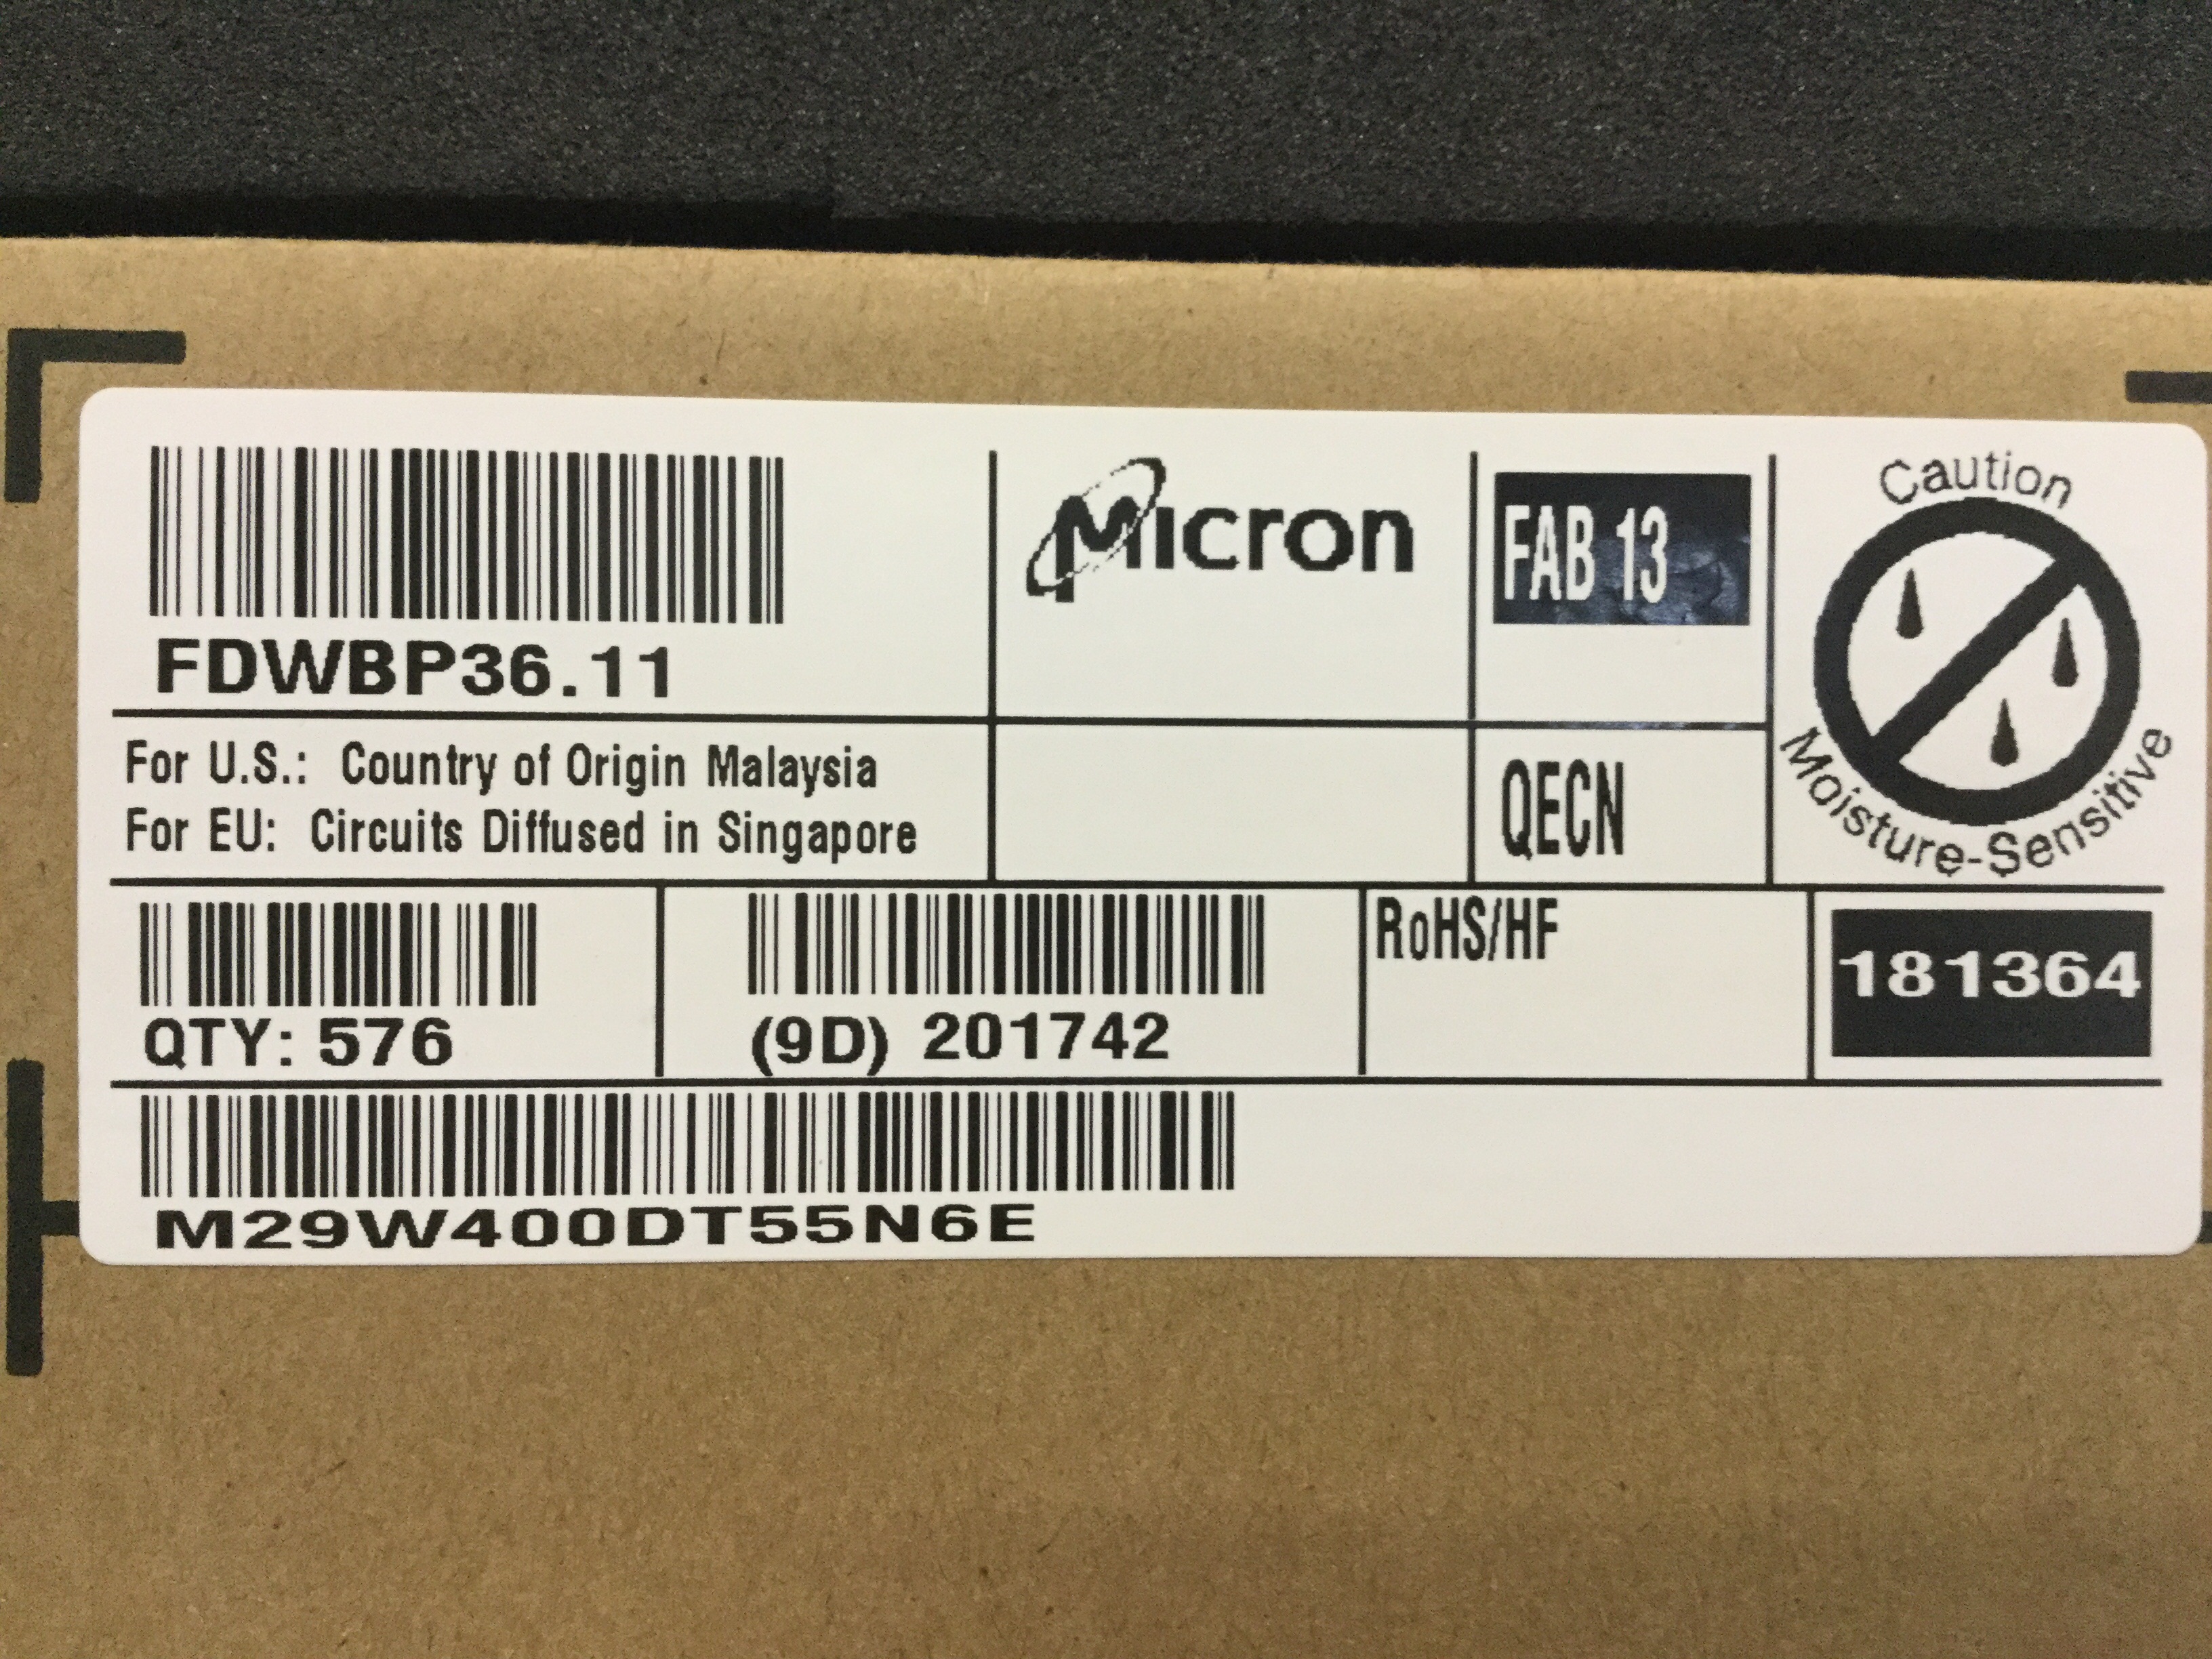 FDWBP36.11
Micron
FAB 13
Caution
Moisture-Sensitive
For U.S.: Country of Origin Malaysia
For EU: Circuits Diffused in Singapore
QECN
QTY: 576
(9D) 201742
RoHS/HF
181364
M29W400DT55N6E